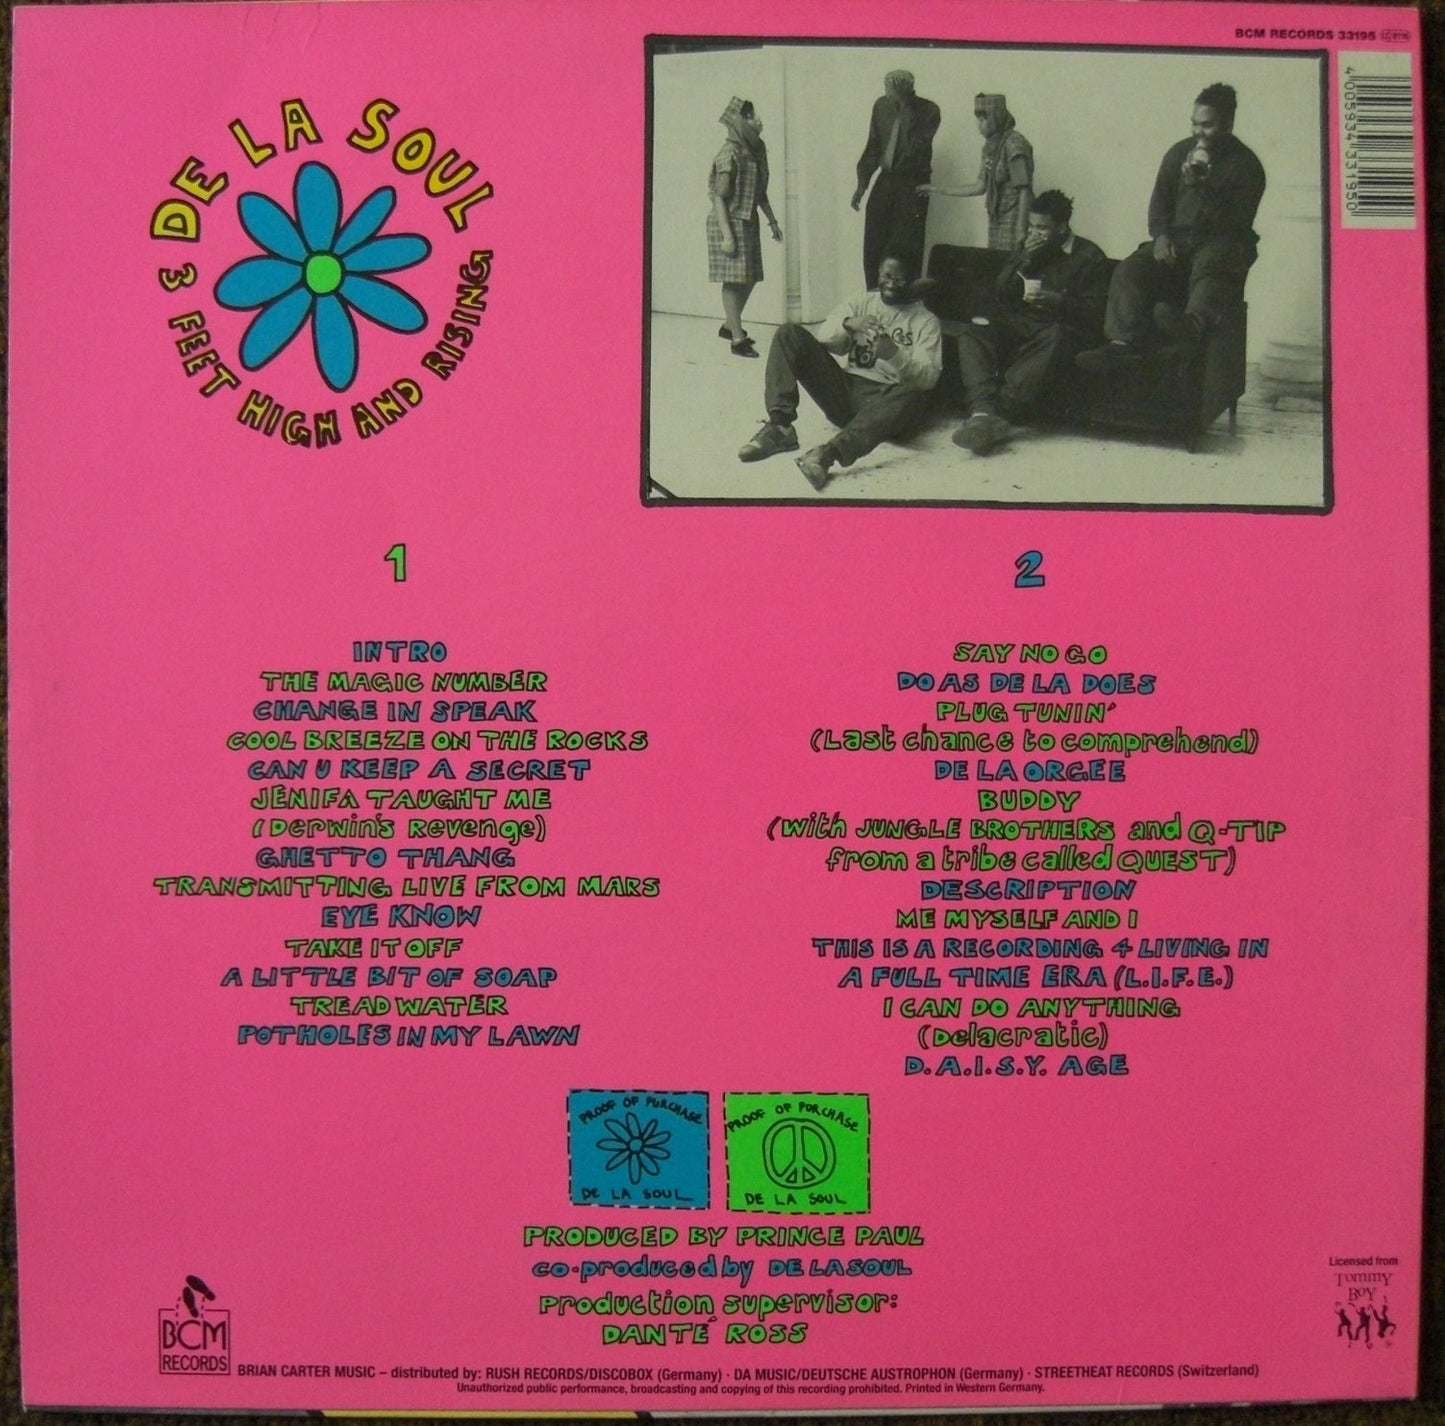 BCM RECORDS 33195
4 005934 331950
DE LA SOUL
3 FEET HIGH AND RISING
1
INTRO
THE MAGIC NUMBER
CHANGE IN SPEAK
COOL BREEZE ON THE ROCKS
CAN U KEEP A SECRET
JENIFA TAUGHT ME
(Derwin's Revenge)
GHETTO THANG
TRANSMITTING LIVE FROM MARS
EYE KNOW
TAKE IT OFF
A LITTLE BIT OF SOAP
TREAD WATER
POTHOLES IN MY LAWN
2
SAY NO GO
DO AS DE LA DOES
PLUG TUNIN'
(Last chance to comprehend)
DE LA ORGEE
BUDDY
(with JUNGLE BROTHERS and Q-TIP
from a tribe called QUEST)
DESCRIPTION
ME MYSELF AND I
THIS IS A RECORDING 4 LIVING IN
A FULL TIME ERA (L.I.F.E.)
I CAN DO ANYTHING
(Delacratic)
D.A.I.S.Y. AGE
PROOF OF PURCHASE
DE LA SOUL
PROOF OF PORCHASE
DE LA SOUL
PRODUCED BY PRINCE PAUL
co-produced by DE LA SOUL
Production supervisor:
DANTÉ ROSS
Licensed from
Tommy
Boy
BCM
RECORDS
BRIAN CARTER MUSIC – distributed by: RUSH RECORDS/DISCOBOX (Germany) · DA MUSIC/DEUTSCHE AUSTROPHON (Germany) · STREETHEAT RECORDS (Switzerland)
Unauthorized public performance, broadcasting and copying of this recording prohibited. Printed in Western Germany.